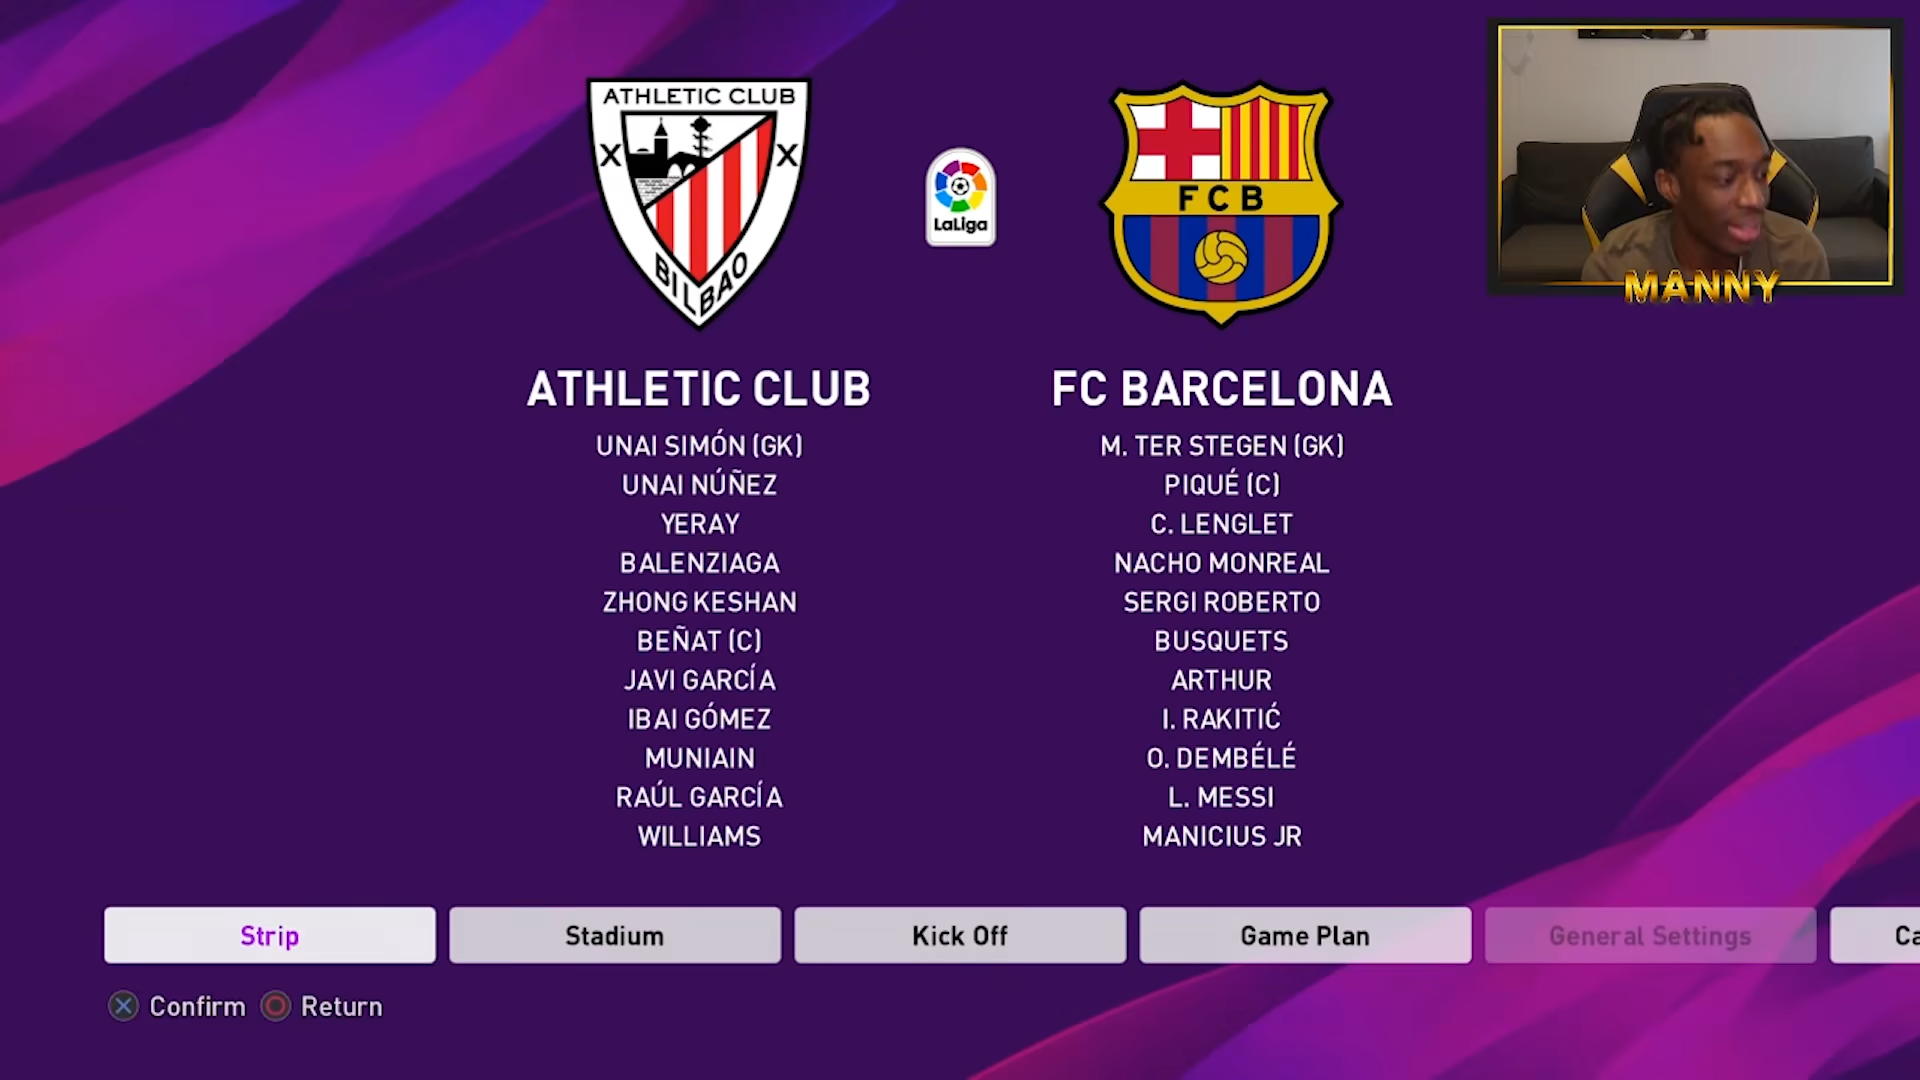 ATHLETIC CLUB
BILBAO
LaLiga
FCB
MANNY
ATHLETIC CLUB
UNAI SIMÓN (GK)
UNAI NÚÑEZ
YERAY
BALENZIAGA
ZHONG KESHAN
BEÑAT (C)
JAVI GARCÍA
IBAI GÓMEZ
MUNIAIN
RAÚL GARCÍA
WILLIAMS
FC BARCELONA
M. TER STEGEN (GK)
PIQUÉ (C)
C. LENGLET
NACHO MONREAL
SERGI ROBERTO
BUSQUETS
ARTHUR
I. RAKITIĆ
O. DEMBÉLÉ
L. MESSI
MANICIUS JR
Strip
Stadium
Kick Off
Game Plan
General Settings
Ca
Confirm
Return